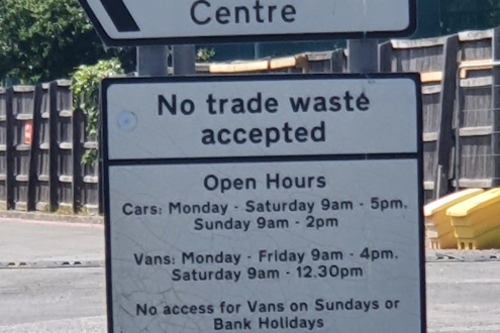 Centre
No trade waste
accepted
Open Hours
Cars: Monday - Saturday 9am - 5pm.
Sunday 9am - 2pm
Vans: Monday - Friday 9am - 4pm.
Saturday 9am - 12.30pm
No access for Vans on Sundays or
Bank Holidays